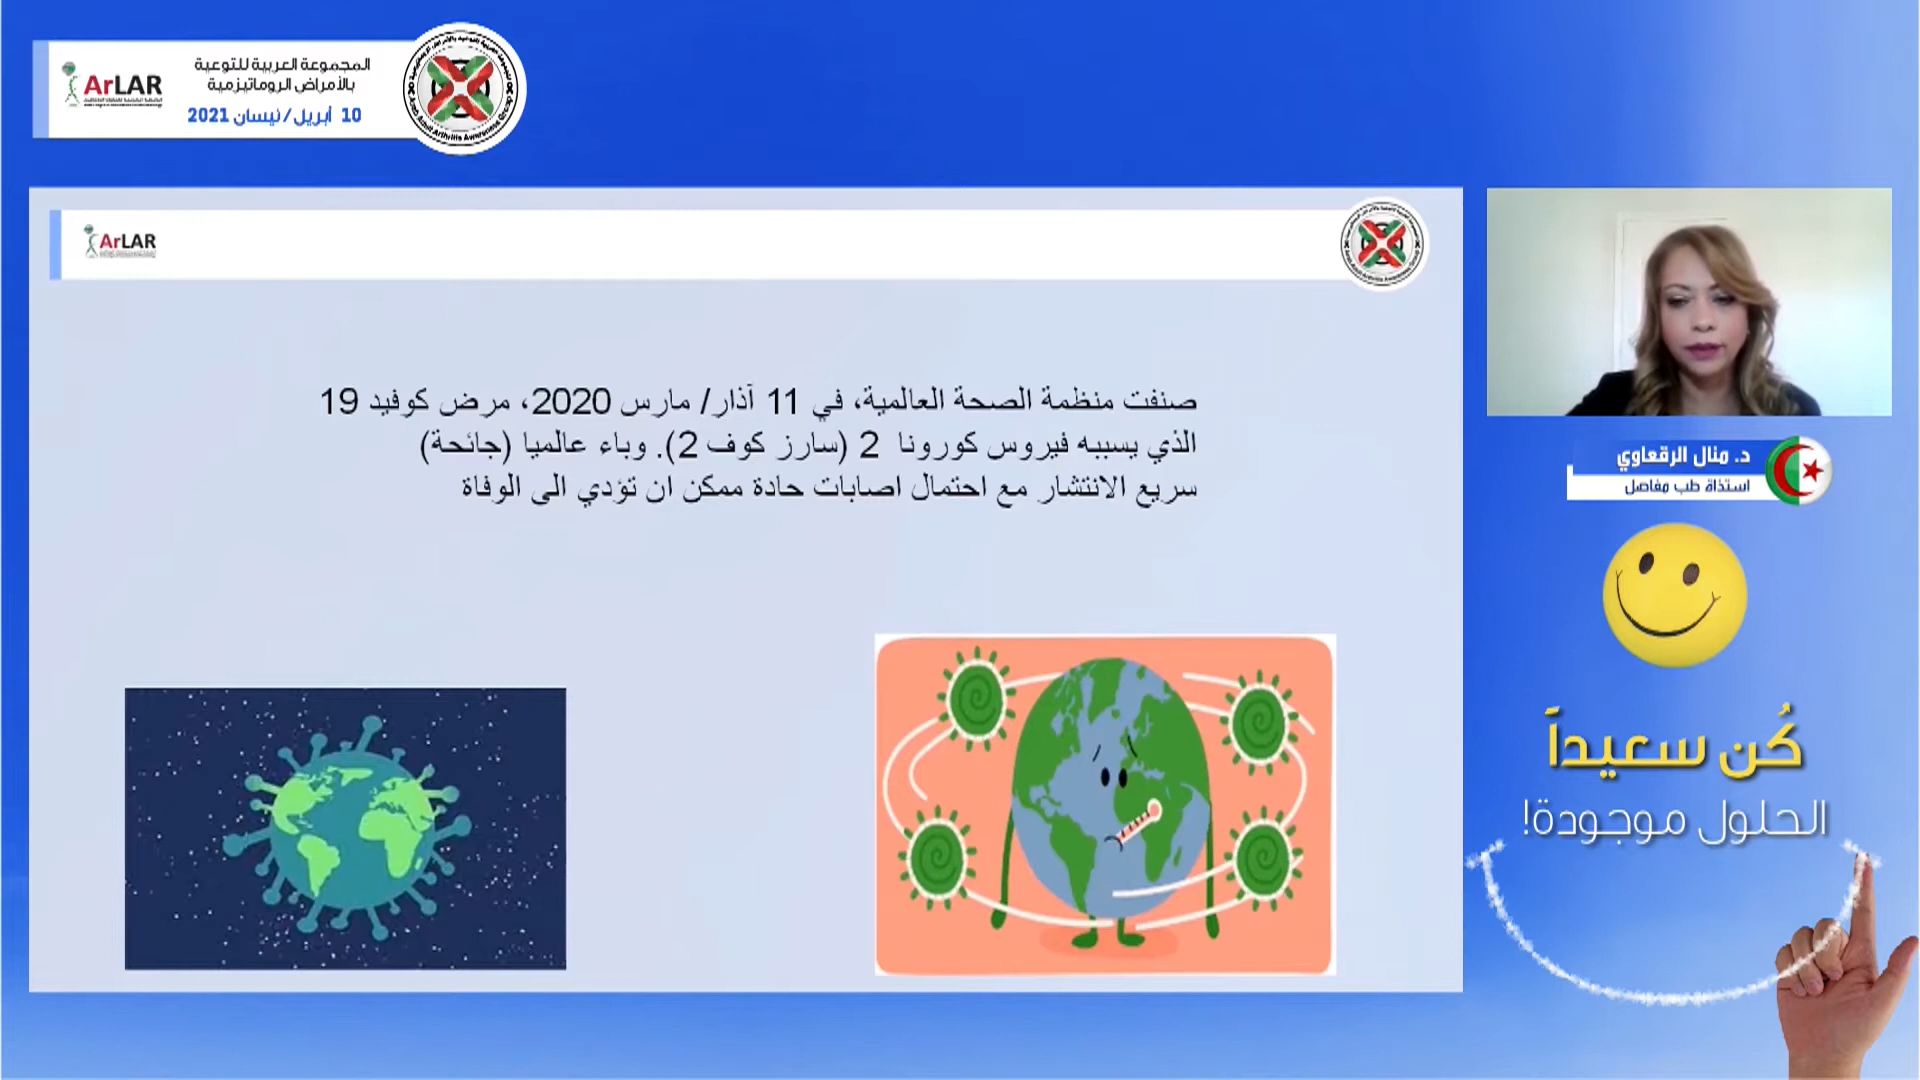 ArLAR
المجموعة العربية للتوعية
بالأمراض الروماتيزمية
10 أبريل/نيسان 2021
ArLAR
صنفت منظمة الصحة العالمية، في 11 آذار/ مارس 2020، مرض كوفيد 19
الذي يسببه فيروس كورونا 2 (سارز كوف 2). وباء عالميا (جائحة)
سريع الانتشار مع احتمال اصابات حادة ممكن ان تؤدي الى الوفاة
د. منال الرقعاوي
استذاة طب مفاصل
كُن سعيداً
الحلول موجودة!